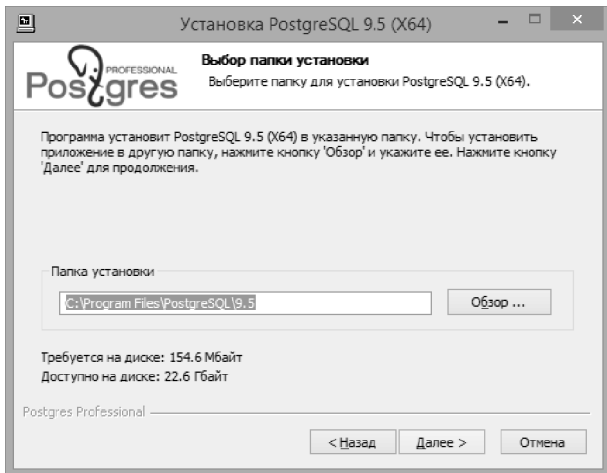 Установка PostgreSQL 9.5 (X64)
PROFESSIONAL
Postgres
Выбор папки установки
Выберите папку для установки PostgreSQL 9.5 (X64).
Программа установит PostgreSQL 9.5 (X64) в указанную папку. Чтобы установить
приложение в другую папку, нажмите кнопку 'Обзор' и укажите ее. Нажмите кнопку
'Далее' для продолжения.
Папка установки
C:\Program Files\PostgreSQL\9.5
Обзор ...
Требуется на диске: 154.6 Мбайт
Доступно на диске: 22.6 Гбайт
Postgres Professional
< Назад Далее > Отмена